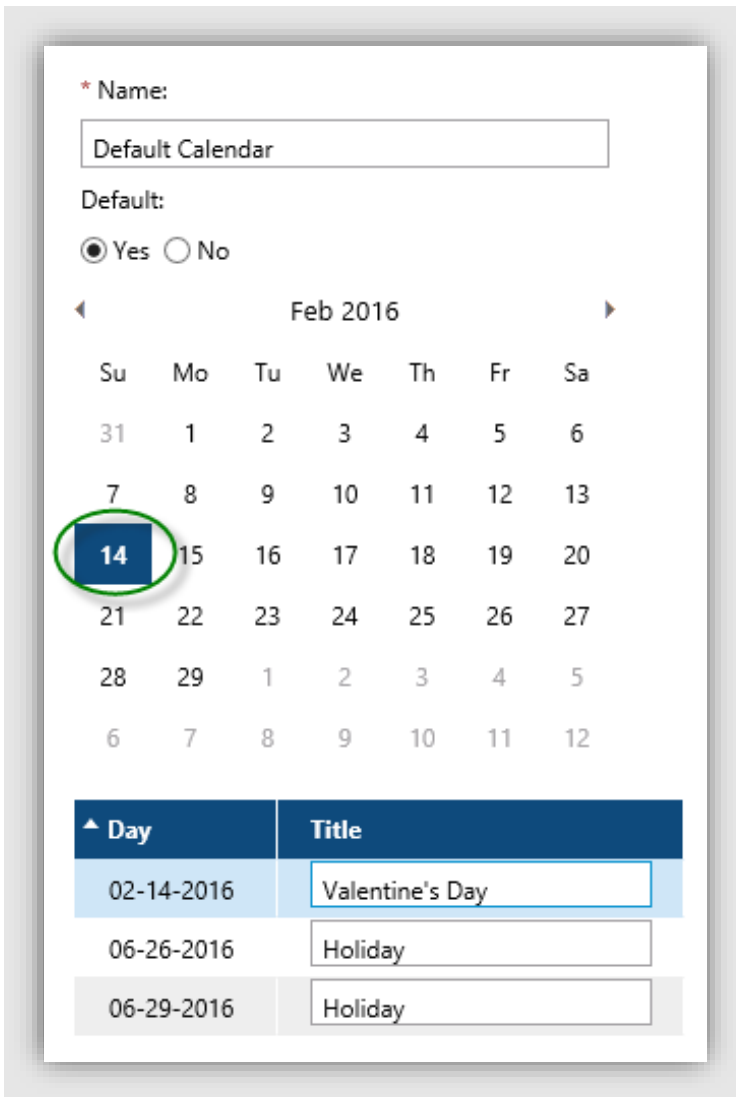 * Name:
Default Calendar
Default:
Yes No
Feb 2016
Su Mo Tu We Th Fr Sa
31 1 2 3 4 5 6
7 8 9 10 11 12 13
14 15 16 17 18 19 20
21 22 23 24 25 26 27
28 29 1 2 3 4 5
6 7 8 9 10 11 12
Day Title
02-14-2016 Valentine's Day
06-26-2016 Holiday
06-29-2016 Holiday